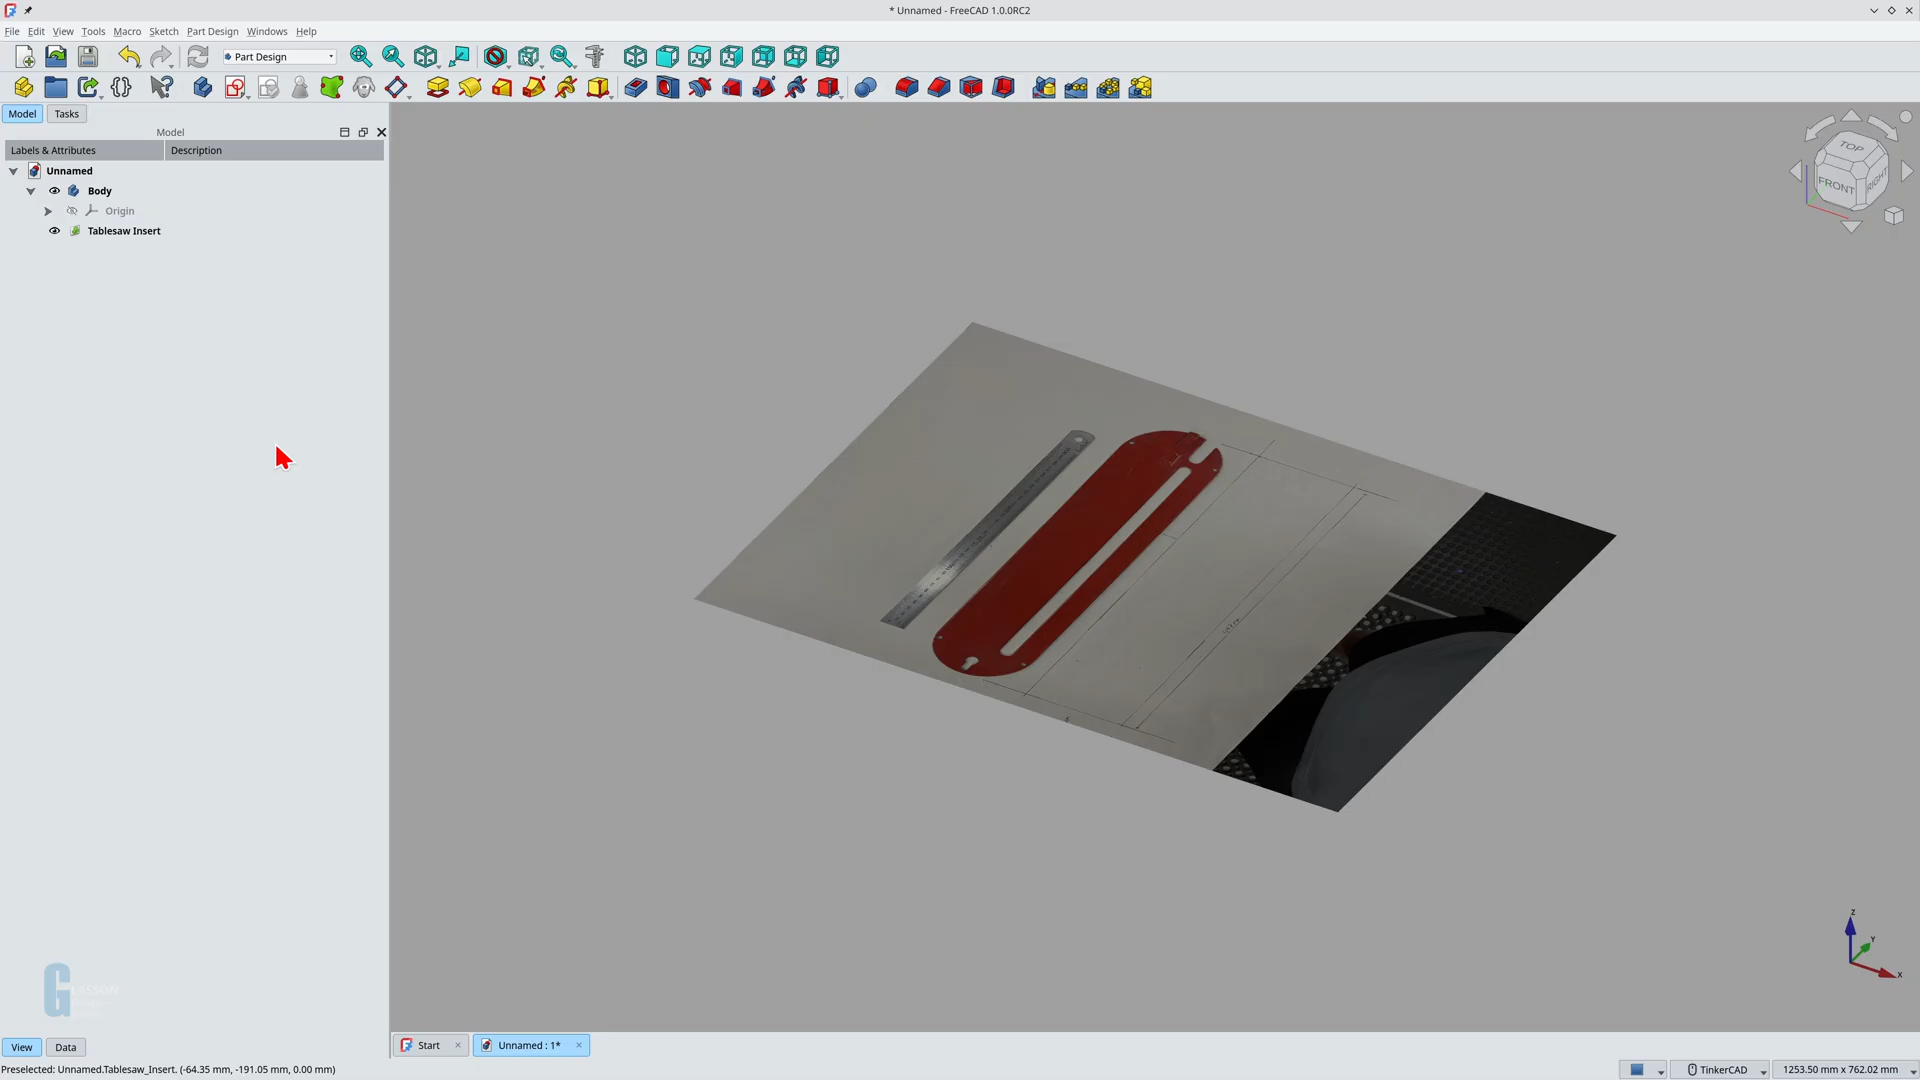 * Unnamed - FreeCAD 1.0.0RC2
File Edit View Tools Macro Sketch Part Design Windows Help
Part Design
Model Tasks
Model
Labels & Attributes Description
Unnamed
Body
Origin
Tablesaw Insert
TOP
FRONT
RIGHT
Z
Y
X
G
LASSON
View Data
Start
Unnamed : 1*
Preselected: Unnamed.Tablesaw_Insert. (-64.35 mm, -191.05 mm, 0.00 mm)
TinkerCAD
1253.50 mm x 762.02 mm